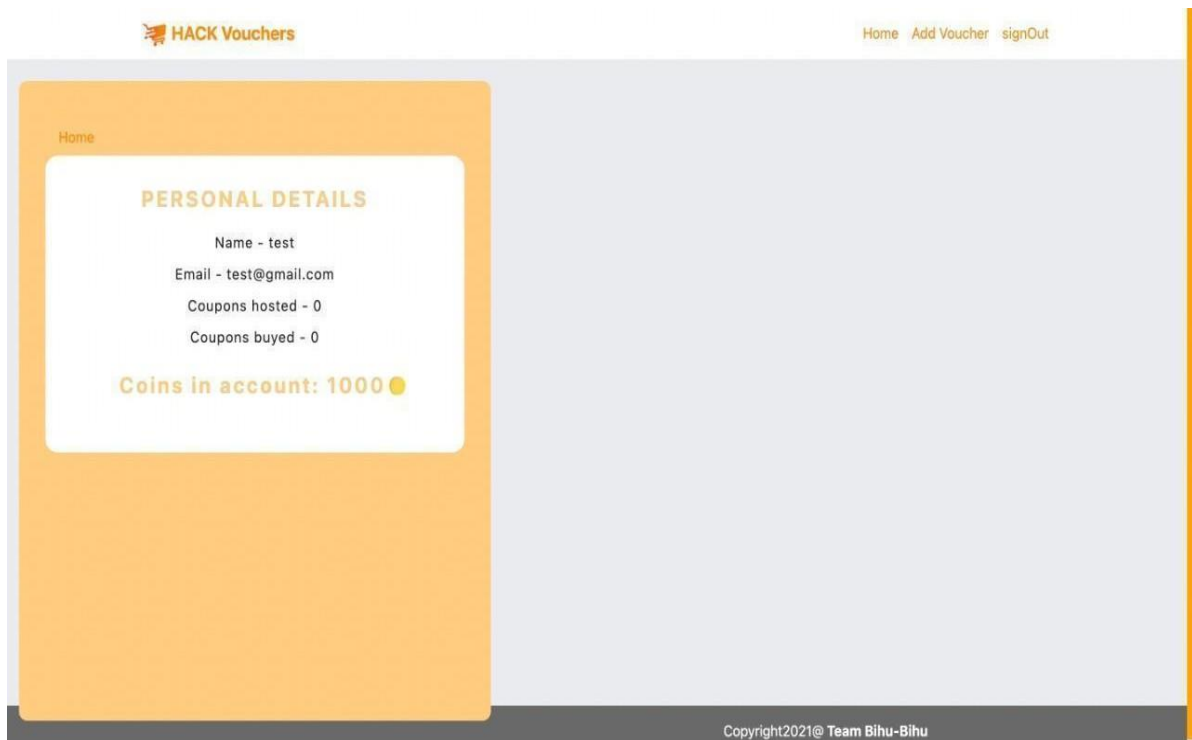 HACK Vouchers
Home Add Voucher signOut
Home
PERSONAL DETAILS
Name - test
Email - test@gmail.com
Coupons hosted - 0
Coupons buyed - 0
Coins in account: 1000
Copyright2021@ Team Bihu-Bihu